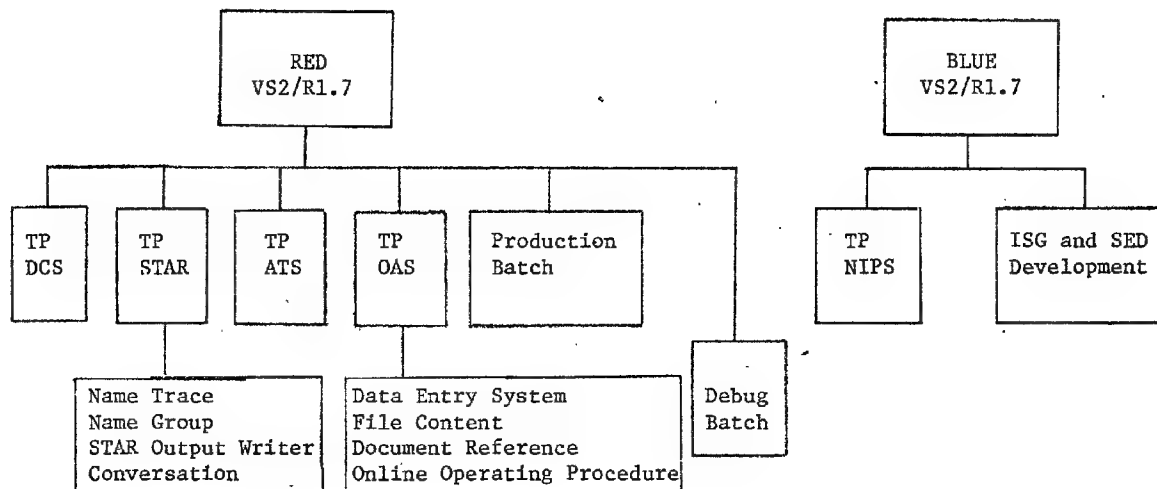 RED
VS2/R1.7
BLUE
VS2/R1.7
TP
DCS
TP
STAR
TP
ATS
TP
OAS
Production
Batch
TP
NIPS
ISG and SED
Development
Name Trace
Name Group
STAR Output Writer
Conversation
Data Entry System
File Content
Document Reference
Online Operating Procedure
Debug
Batch